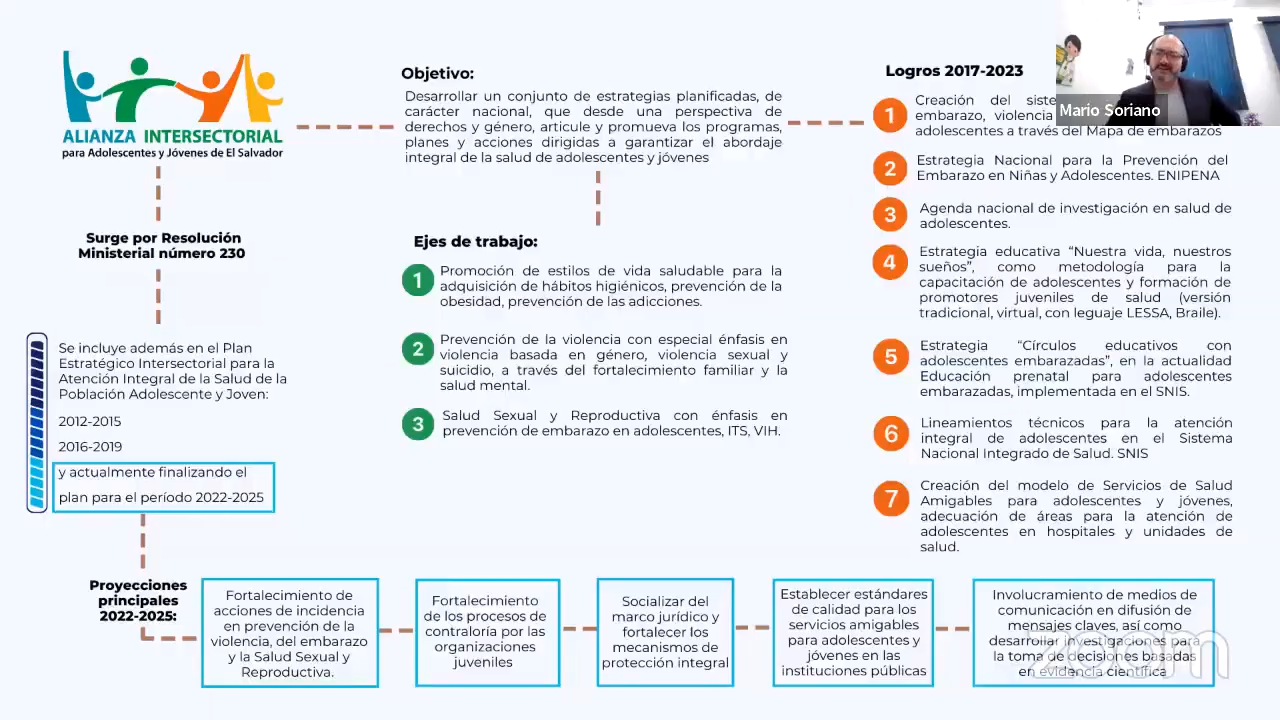 ALIANZA INTERSECTORIAL
para Adolescentes y Jóvenes de El Salvador
Surge por Resolución
Ministerial número 230
Se incluye además en el Plan
Estratégico Intersectorial para la
Atención Integral de la Salud de la
Población Adolescente y Joven:
2012-2015
2016-2019
y actualmente finalizando el
plan para el período 2022-2025
Objetivo:
Desarrollar un conjunto de estrategias planificadas, de
carácter nacional, que desde una perspectiva de
derechos y género, articule y promueva los programas,
planes y acciones dirigidas a garantizar el abordaje
integral de la salud de adolescentes y jóvenes
Ejes de trabajo:
1 Promoción de estilos de vida saludable para la
adquisición de hábitos higiénicos, prevención de la
obesidad, prevención de las adicciones.
2 Prevención de la violencia con especial énfasis en
violencia basada en género, violencia sexual y
suicidio, a través del fortalecimiento familiar y la
salud mental.
3 Salud Sexual y Reproductiva con énfasis en
prevención de embarazo en adolescentes, ITS, VIH.
Logros 2017-2023
1 Creación del
embarazo, violencia
adolescentes a través del Mapa de embarazos
2 Estrategia Nacional para la Prevención del
Embarazo en Niñas y Adolescentes. ENIPENA
3 Agenda nacional de investigación en salud de
adolescentes.
4 Estrategia educativa “Nuestra vida, nuestros
sueños”, como metodología para la
capacitación de adolescentes y formación de
promotores juveniles de salud (versión
tradicional, virtual, con leguaje LESSA, Braile).
5 Estrategia “Círculos educativos con
adolescentes embarazadas”, en la actualidad
Educación prenatal para adolescentes
embarazadas, implementada en el SNIS.
6 Lineamientos técnicos para la atención
integral de adolescentes en el Sistema
Nacional Integrado de Salud. SNIS
7 Creación del modelo de Servicios de Salud
Amigables para adolescentes y jóvenes,
adecuación de áreas para la atención de
adolescentes en hospitales y unidades de
salud.
Mario Soriano
Proyecciones
principales
2022-2025:
Fortalecimiento de
acciones de incidencia
en prevención de la
violencia, del embarazo
y la Salud Sexual y
Reproductiva.
Fortalecimiento
de los procesos de
contraloría por las
organizaciones
juveniles
Socializar del
marco jurídico y
fortalecer los
mecanismos de
protección integral
Establecer estándares
de calidad para los
servicios amigables
para adolescentes y
jóvenes en las
instituciones públicas
Involucramiento de medios de
comunicación en difusión de
mensajes claves, así como
desarrollar investigaciones para
la toma de decisiones basadas
en evidencia científica
zoom